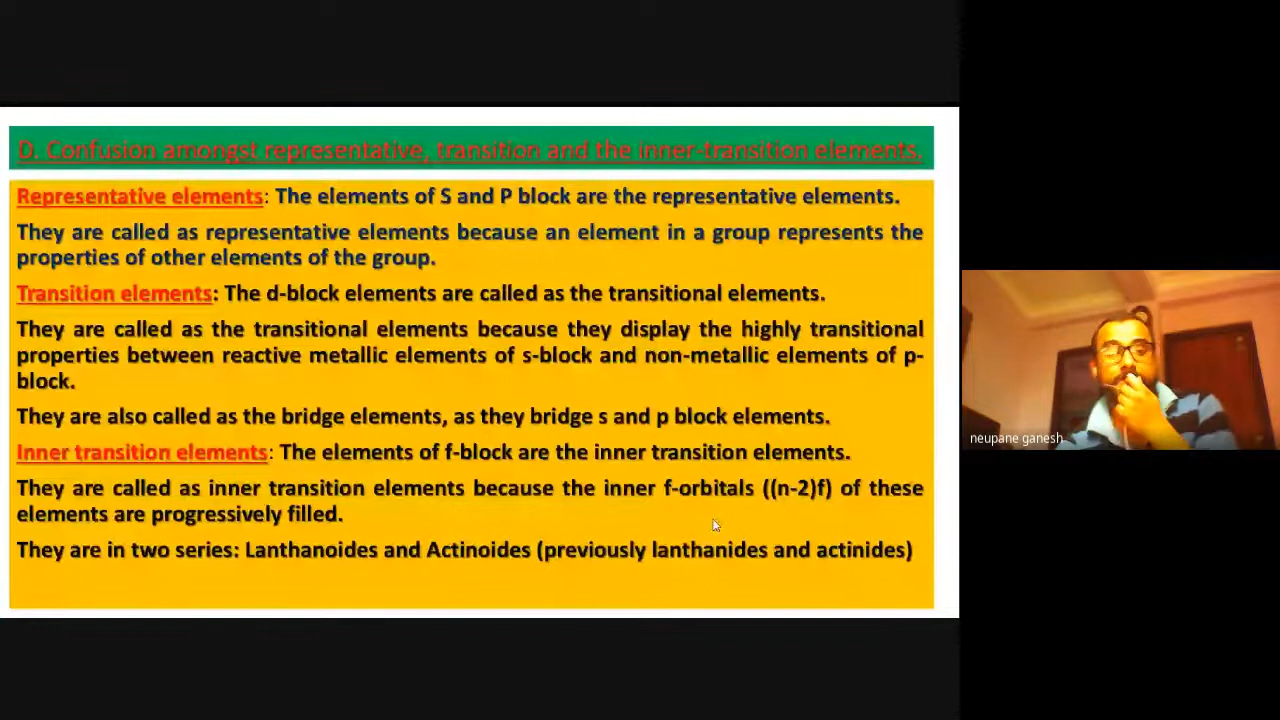 D. Confusion amongst representative, transition and the inner-transition elements.
Representative elements: The elements of S and P block are the representative elements.
They are called as representative elements because an element in a group represents the
properties of other elements of the group.
Transition elements: The d-block elements are called as the transitional elements.
They are called as the transitional elements because they display the highly transitional
properties between reactive metallic elements of s-block and non-metallic elements of p-
block.
They are also called as the bridge elements, as they bridge s and p block elements.
Inner transition elements: The elements of f-block are the inner transition elements.
They are called as inner transition elements because the inner f-orbitals ((n-2)f) of these
elements are progressively filled.
They are in two series: Lanthanoides and Actinoides (previously lanthanides and actinides)
neupane ganesh